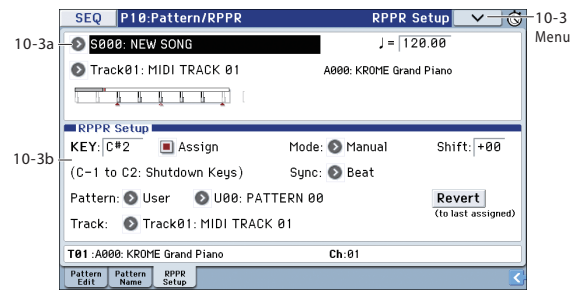 SEQ P10:Pattern/RPPR RPPR Setup
10-3 Menu
10-3a
S000: NEW SONG ♩= 120.00
Track01: MIDI TRACK 01 A000: KROME Grand Piano
10-3b
RPPR Setup
KEY: C#2 Assign Mode: Manual Shift: +00
(C-1 to C2: Shutdown Keys) Sync: Beat
Pattern: User U00: PATTERN 00 Revert
(to last assigned)
Track: Track01: MIDI TRACK 01
T01 :A000: KROME Grand Piano Ch:01
Pattern Edit Pattern Name RPPR Setup